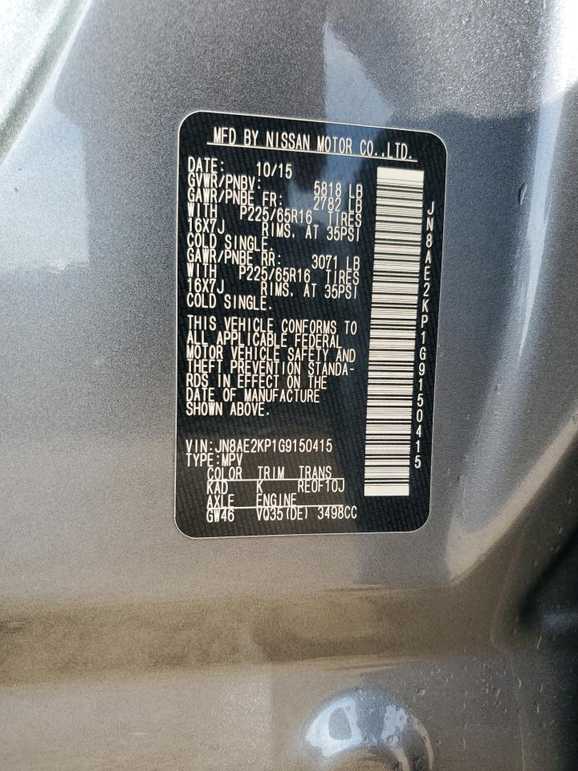 MFD BY NISSAN MOTOR CO.,LTD.
DATE: 10/15
GVWR/PNBV: 5818 LB
GAWR/PNBE FR: 2782 LB
WITH P225/65R16 TIRES
16X7J RIMS, AT 35PSI
COLD SINGLE.
GAWR/PNBE RR: 3071 LB
WITH P225/65R16 TIRES
16X7J RIMS, AT 35PSI
COLD SINGLE.
THIS VEHICLE CONFORMS TO
ALL APPLICABLE FEDERAL
MOTOR VEHICLE SAFETY AND
THEFT PREVENTION STANDA-
RDS IN EFFECT ON THE
DATE OF MANUFACTURE
SHOWN ABOVE.
VIN:JN8AE2KP1G9150415
TYPE:MPV
COLOR TRIM TRANS
KAD K RE0F10J
AXLE ENGINE
GW46 VQ35(DE) 3498CC
JN8AE2KP1G9150415